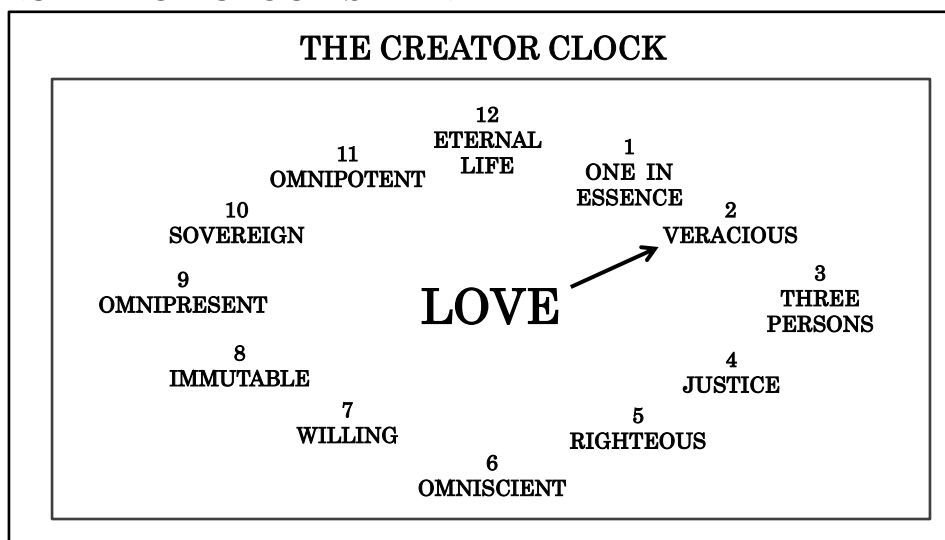 THE CREATOR CLOCK
12
ETERNAL
LIFE
1
ONE IN
ESSENCE
2
VERACIOUS
3
THREE
PERSONS
4
JUSTICE
5
RIGHTEOUS
6
OMNISCIENT
7
WILLING
8
IMMUTABLE
9
OMNIPRESENT
10
SOVEREIGN
11
OMNIPOTENT
LOVE